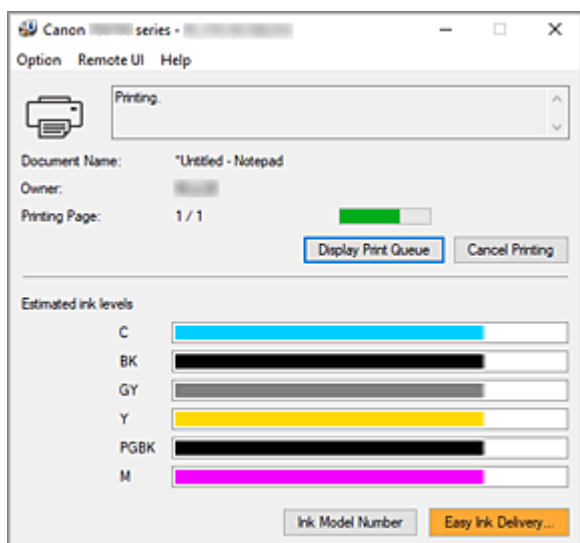 Canon series -
Option Remote UI Help
Printing.
Document Name: "Untitled - Notepad
Owner:
Printing Page: 1 / 1
Display Print Queue Cancel Printing
Estimated ink levels
C
BK
GY
Y
PGBK
M
Ink Model Number Easy Ink Delivery...